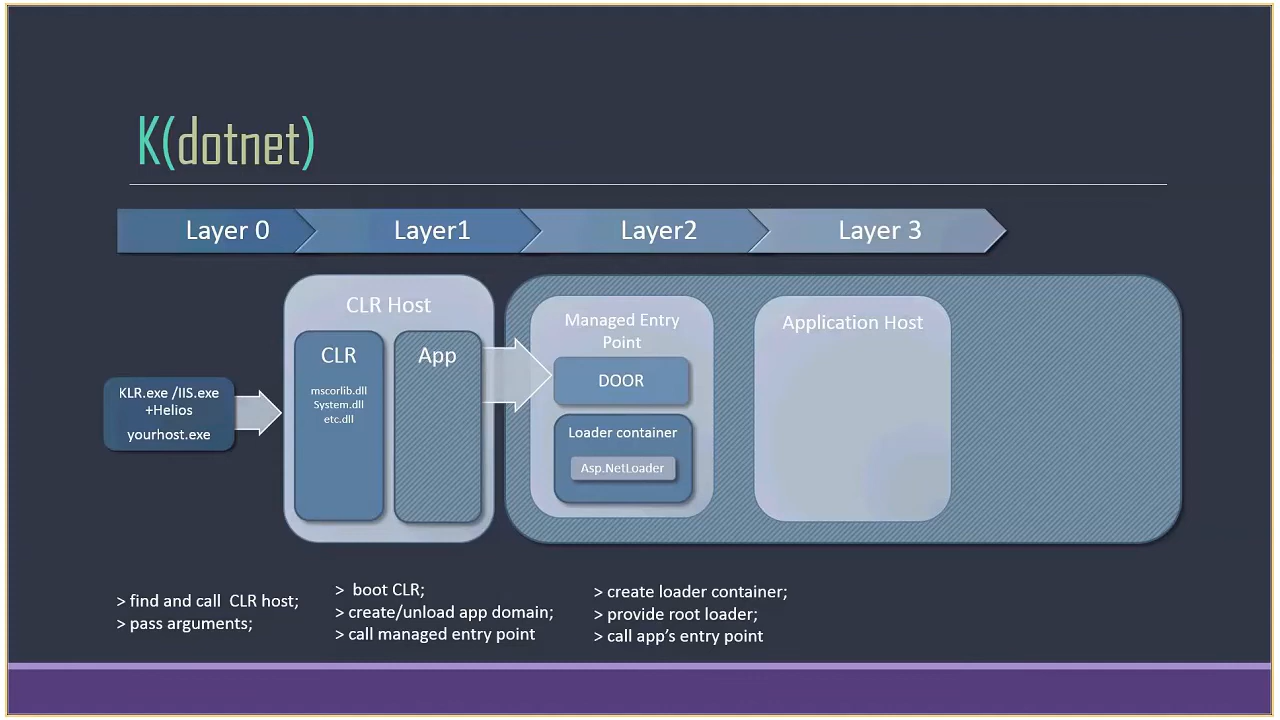 K(dotnet)
Layer 0
Layer1
Layer2
Layer 3
KLR.exe /IIS.exe
+Helios
yourhost.exe
CLR Host
CLR
mscorlib.dll
System.dll
etc.dll
App
Managed Entry
Point
DOOR
Loader container
Asp.NetLoader
Application Host
> find and call  CLR host;
> pass arguments;
>  boot CLR;
> create/unload app domain;
> call managed entry point
> create loader container;
> provide root loader;
> call app’s entry point